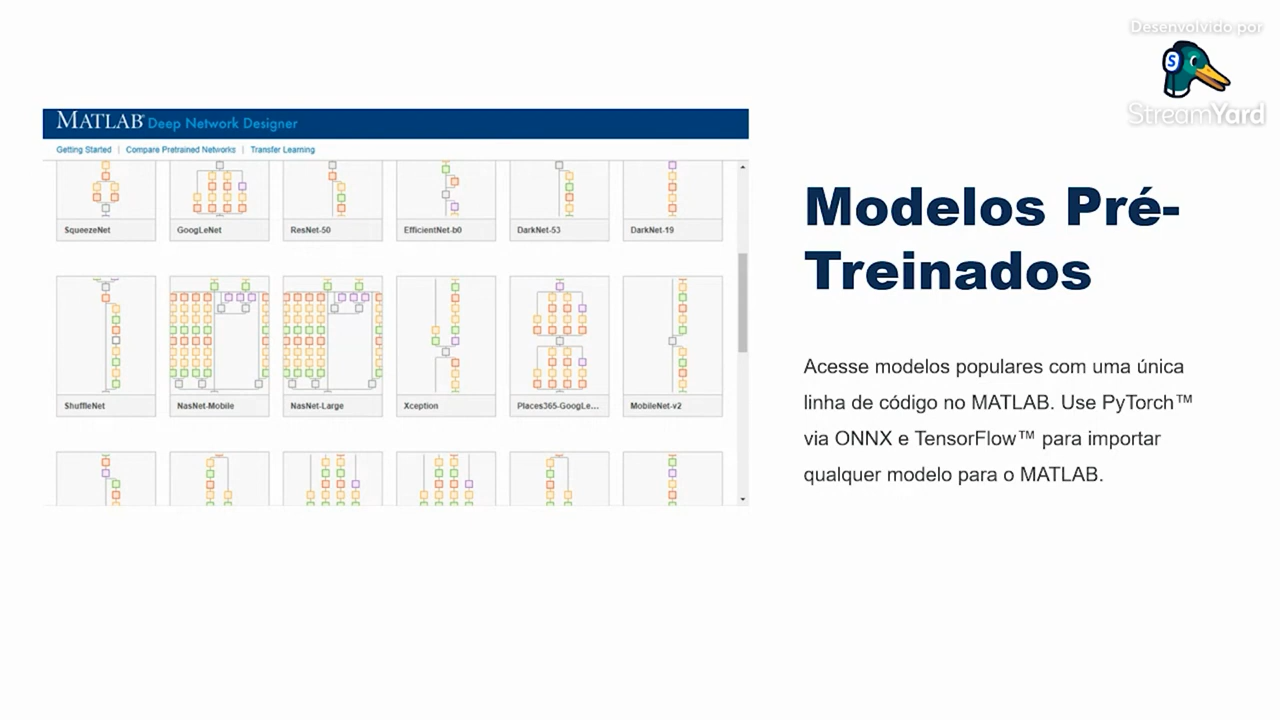 Desenvolvido por
S
StreamYard
MATLAB® Deep Network Designer
Getting Started | Compare Pretrained Networks | Transfer Learning
SqueezeNet GoogLeNet ResNet-50 EfficientNet-b0 DarkNet-53 DarkNet-19
ShuffleNet NasNet-Mobile NasNet-Large Xception Places365-GoogLe... MobileNet-v2
Modelos Pré-
Treinados
Acesse modelos populares com uma única
linha de código no MATLAB. Use PyTorch™
via ONNX e TensorFlow™ para importar
qualquer modelo para o MATLAB.